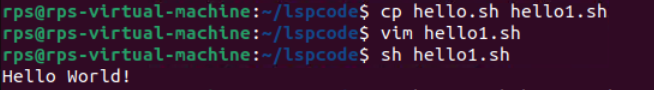 rps@rps-virtual-machine:~/lspcode$ cp hello.sh hello1.sh
rps@rps-virtual-machine:~/lspcode$ vim hello1.sh
rps@rps-virtual-machine:~/lspcode$ sh hello1.sh
Hello World!